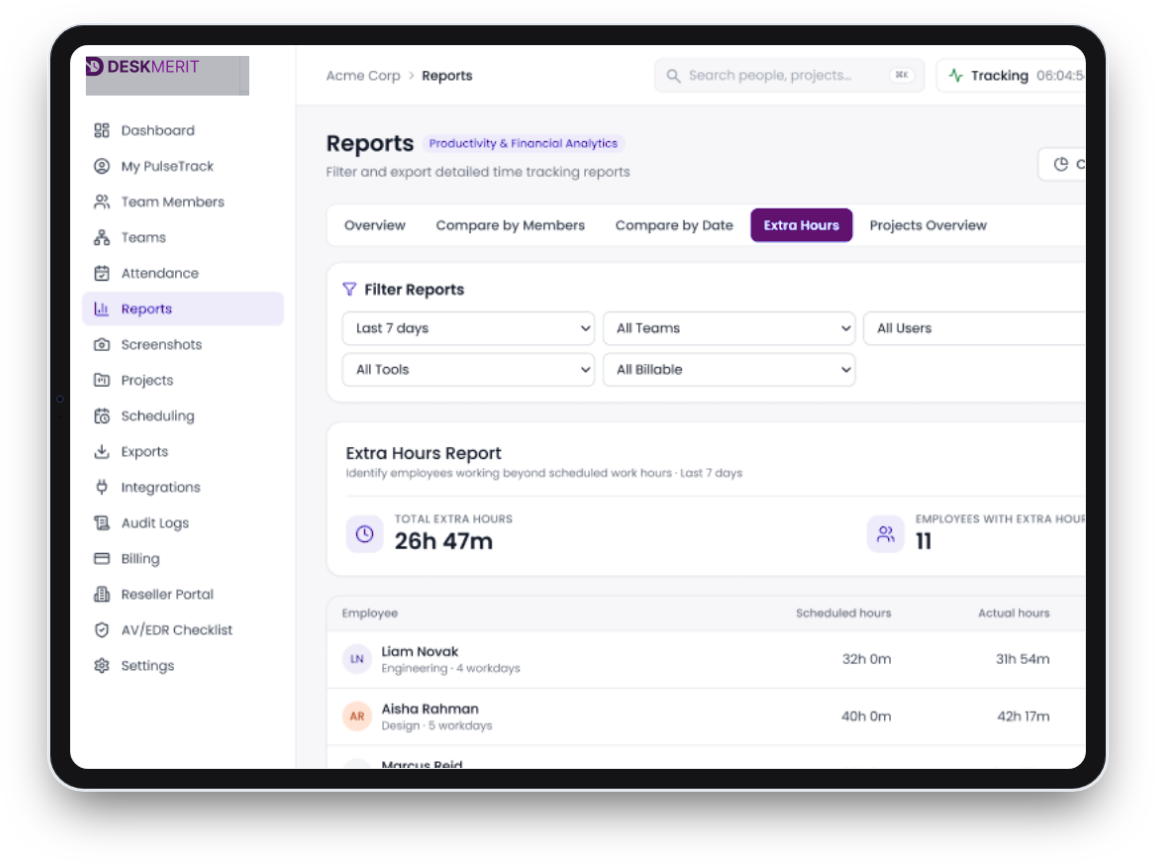 DESKMERIT
Acme Corp > Reports
Search people, projects...
⌘K
Tracking 06:04:5
Dashboard
My PulseTrack
Team Members
Teams
Attendance
Reports
Screenshots
Projects
Scheduling
Exports
Integrations
Audit Logs
Billing
Reseller Portal
AV/EDR Checklist
Settings
Reports Productivity & Financial Analytics
Filter and export detailed time tracking reports
C
Overview Compare by Members Compare by Date Extra Hours Projects Overview
Filter Reports
Last 7 days All Teams All Users
All Tools All Billable
Extra Hours Report
Identify employees working beyond scheduled work hours · Last 7 days
TOTAL EXTRA HOURS
26h 47m
EMPLOYEES WITH EXTRA HOUR
11
Employee Scheduled hours Actual hours
LN Liam Novak 32h 0m 31h 54m
Engineering · 4 workdays
AR Aisha Rahman 40h 0m 42h 17m
Design · 5 workdays
Marcus Reid